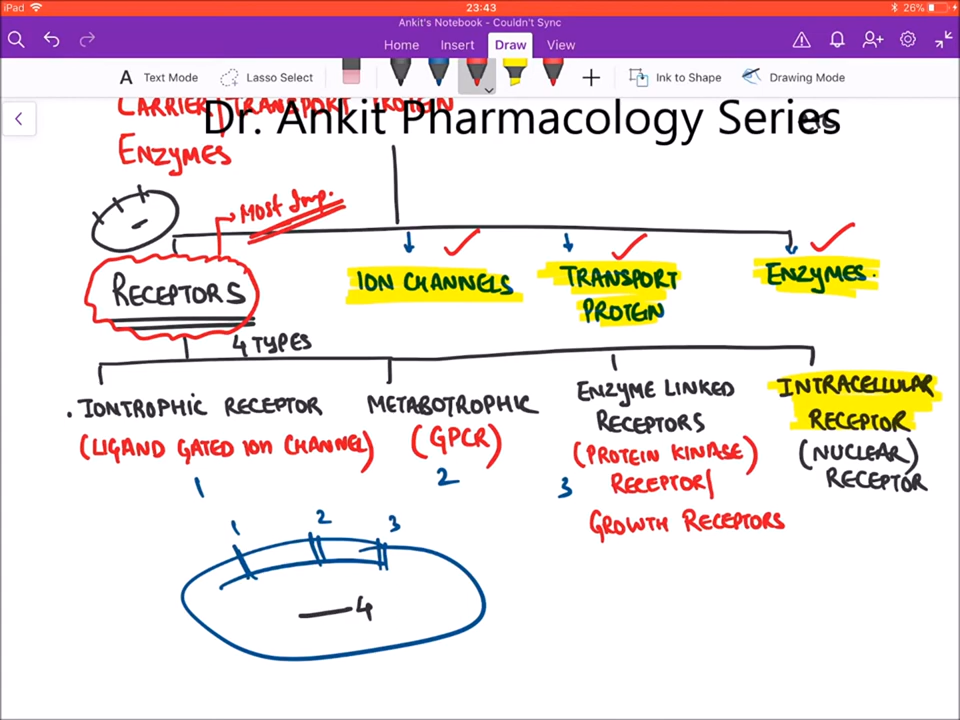 iPad
23:43
26%
Ankit's Notebook - Couldn't Sync
Home Insert Draw View
A Text Mode
Lasso Select
Ink to Shape
Drawing Mode
CARRIER/TRANSPORT PROTEIN
Dr. Ankit Pharmacology Series
ENZYMES
MOST Imp.
RECEPTORS
ION CHANNELS
TRANSPORT
PROTEIN
ENZYMES.
4 TYPES
. IONTROPHIC RECEPTOR
(LIGAND GATED ION CHANNEL)
1
METABOTROPHIC
(GPCR)
2
ENZYME LINKED
RECEPTORS
(PROTEIN KINASE)
3 RECEPTOR/
GROWTH RECEPTORS
INTRACELLULAR
RECEPTOR
(NUCLEAR)
RECEPTOR
1 2 3
4